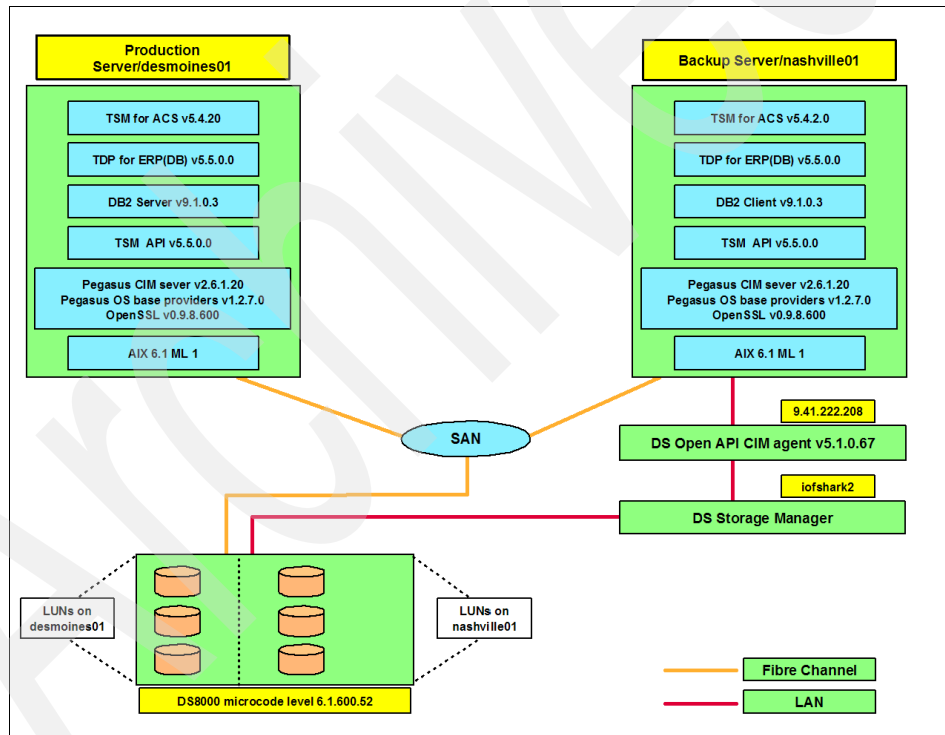 Production
Server/desmoines01
TSM for ACS v5.4.20
TDP for ERP(DB) v5.5.0.0
DB2 Server v9.1.0.3
TSM API v5.5.0.0
Pegasus CIM sever v2.6.1.20
Pegasus OS base providers v1.2.7.0
OpenSSL v0.9.8.600
AIX 6.1 ML 1
Backup Server/nashville01
TSM for ACS v5.4.2.0
TDP for ERP(DB) v5.5.0.0
DB2 Client v9.1.0.3
TSM API v5.5.0.0
Pegasus CIM sever v2.6.1.20
Pegasus OS base providers v1.2.7.0
OpenSSL v0.9.8.600
AIX 6.1 ML 1
SAN
9.41.222.208
DS Open API CIM agent v5.1.0.67
iofshark2
DS Storage Manager
LUNs on
desmoines01
LUNs on
nashville01
DS8000 microcode level 6.1.600.52
Fibre Channel
LAN
Archive